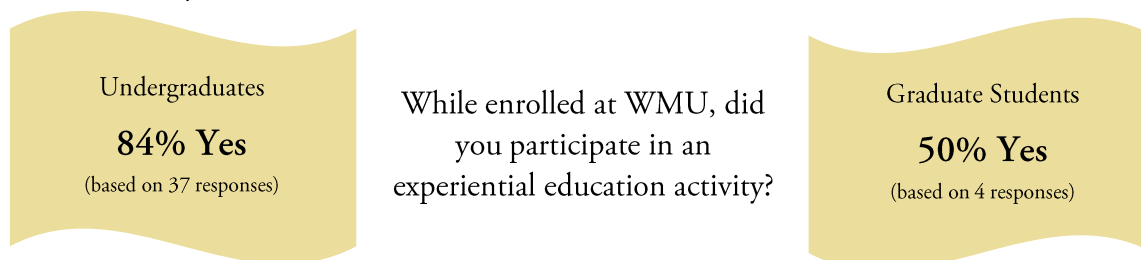 Undergraduates
84% Yes
(based on 37 responses)
While enrolled at WMU, did
you participate in an
experiential education activity?
Graduate Students
50% Yes
(based on 4 responses)